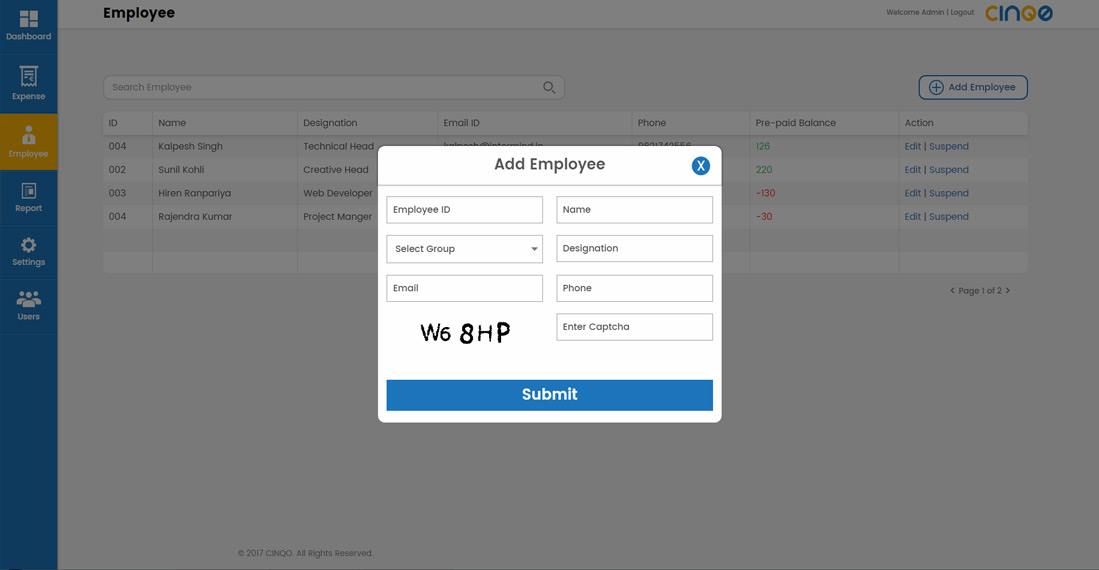 Dashboard
Expense
Employee
Report
Settings
Users
Employee
Welcome Admin | Logout
CINQO
Search Employee
Add Employee
ID Name Designation Email ID Phone Pre-paid Balance Action
004 Kalpesh Singh Technical Head 126 Edit | Suspend
002 Sunil Kohli Creative Head 220 Edit | Suspend
003 Hiren Ranpariya Web Developer -130 Edit | Suspend
004 Rajendra Kumar Project Manger -30 Edit | Suspend
< Page 1 of 2 >
Add Employee
X
Employee ID Name
Select Group Designation
Email Phone
W6 8HP Enter Captcha
Submit
© 2017 CINQO. All Rights Reserved.